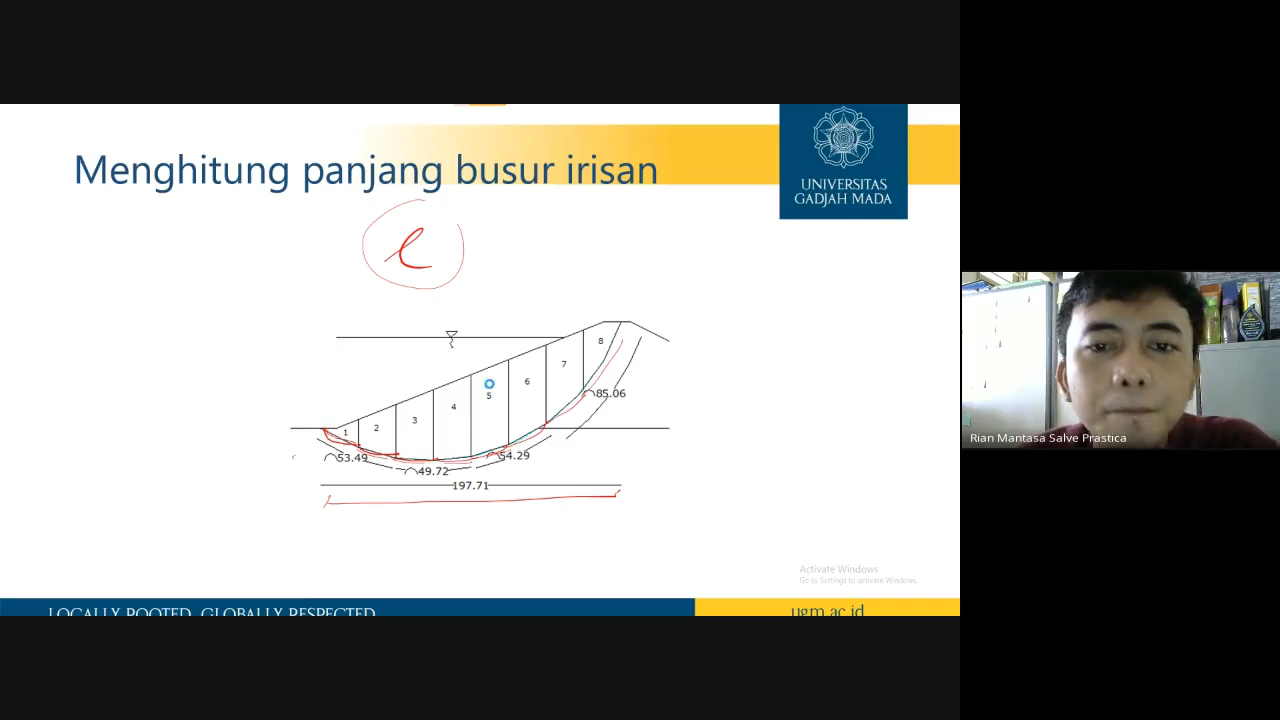 Menghitung panjang busur irisan
UNIVERSITAS
GADJAH MADA
l
8
7
6
5
4
3
2
1
85.06
53.49
49.72
54.29
197.71
Rian Mantasa Salve Prastica
Activate Windows
Go to Settings to activate Windows.
LOCALLY ROOTED, GLOBALLY RESPECTED
ugm.ac.id